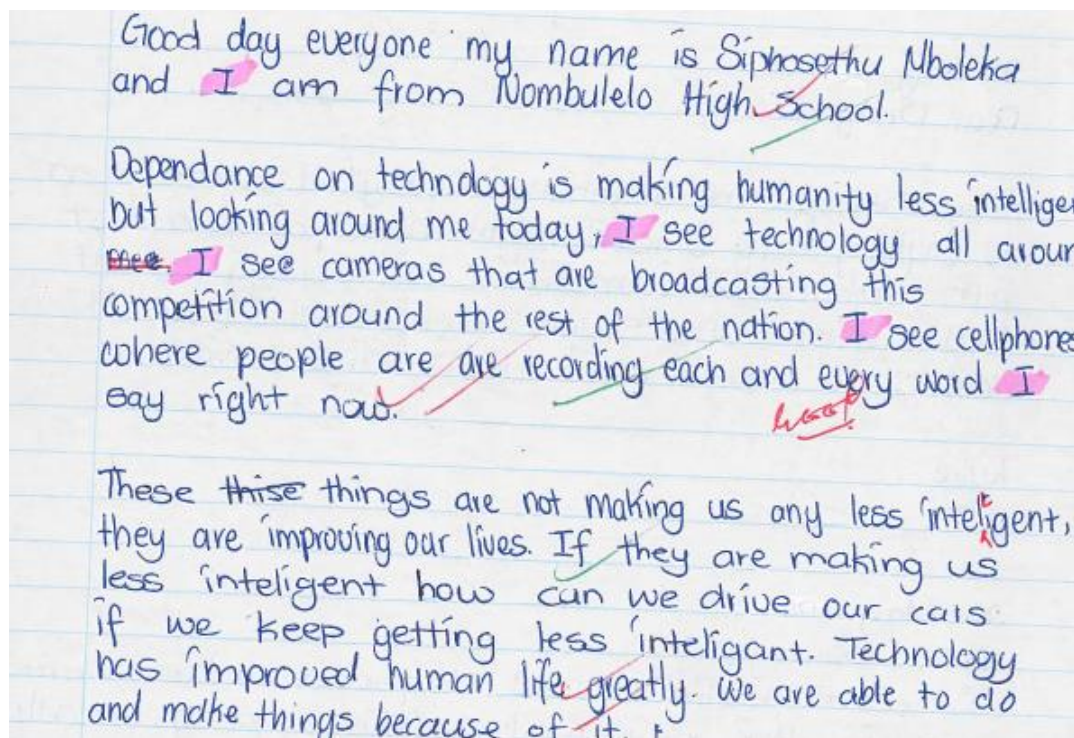 Good day everyone my name is Siphosethu Mboleka
and I am from Nombulelo High School.
Dependance on technology is making humanity less intelliger
but looking around me today, I see technology all aroun
me. I see cameras that are broadcasting this
competition around the rest of the nation. I see cellphones
where people are are recording each and every word I
say right now.
These thise things are not making us any less inteligent,
they are improving our lives. If they are making us
less inteligent how can we drive our cars
if we keep getting less inteligant. Technology
has improved human life greatly. We are able to do
and make things because of it.